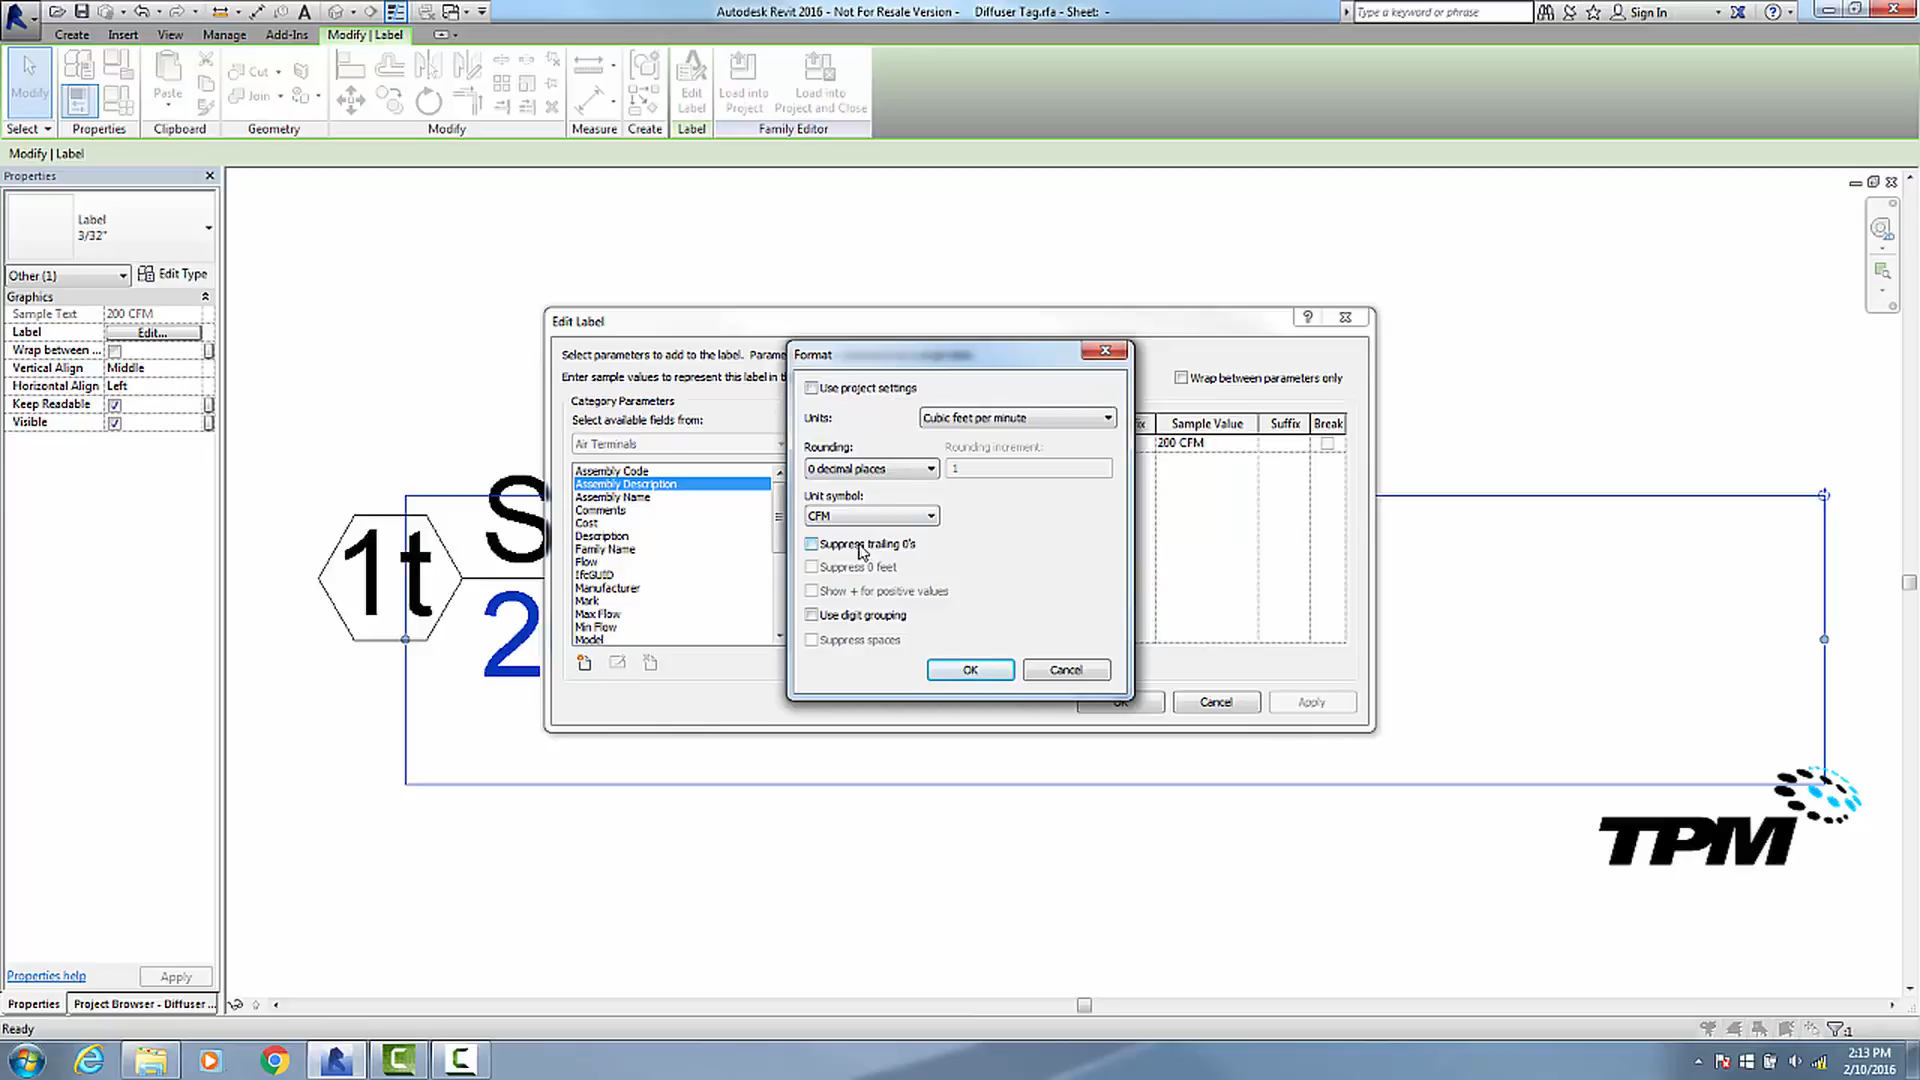 Autodesk Revit 2016 - Not For Resale Version - Diffuser Tag.rfa - Sheet: -
Type a keyword or phrase
Sign In
Create Insert View Manage Add-Ins Modify | Label
Modify
Paste
Cut
Join
Edit Label
Load into Project
Load into Project and Close
Select Properties Clipboard Geometry Modify Measure Create Label Family Editor
Modify | Label
Properties
Label
3/32"
Other (1)
Edit Type
Graphics
Sample Text 200 CFM
Label Edit...
Wrap between ...
Vertical Align Middle
Horizontal Align Left
Keep Readable
Visible
Properties help
Apply
Properties
Project Browser - Diffuser ...
1t
S
2
Edit Label
Select parameters to add to the label. Parame
Enter sample values to represent this label in th
Wrap between parameters only
Category Parameters
Select available fields from:
Air Terminals
Assembly Code
Assembly Description
Assembly Name
Comments
Cost
Description
Family Name
Flow
IfcGUID
Manufacturer
Mark
Max Flow
Min Flow
Model
ix Sample Value Suffix Break
200 CFM
OK Cancel Apply
Format
Use project settings
Units: Cubic feet per minute
Rounding: Rounding increment:
0 decimal places 1
Unit symbol:
CFM
Suppress trailing 0's
Suppress 0 feet
Show + for positive values
Use digit grouping
Suppress spaces
OK Cancel
TPM
Ready
:1
2:13 PM
2/10/2016